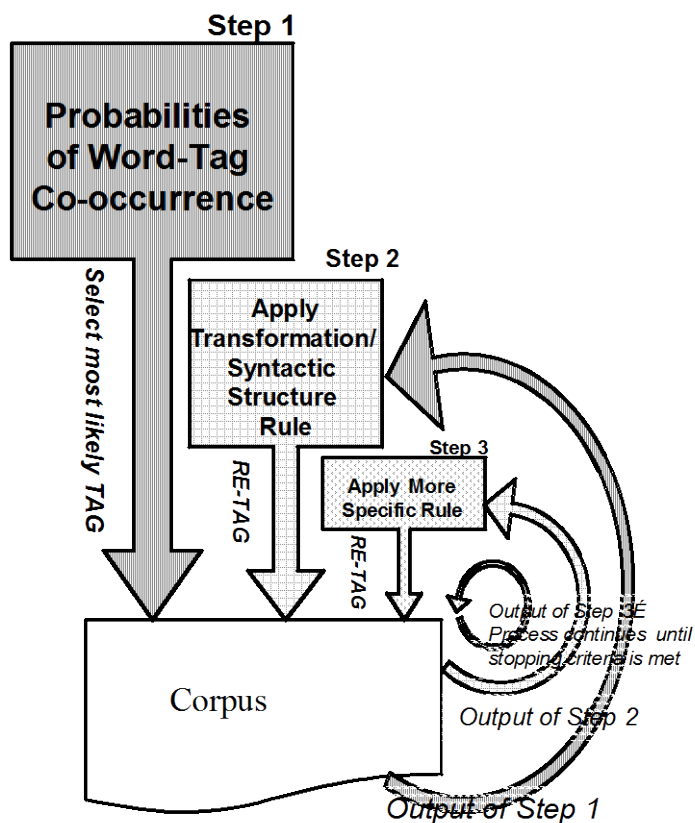 Step 1
Probabilities
of Word-Tag
Co-occurrence
Select most likely TAG
Step 2
Apply
Transformation/
Syntactic
Structure
Rule
RE-TAG
Step 3
Apply More
Specific Rule
RE-TAG
Output of Step 3É
Process continues until
stopping criteria is met
Corpus
Output of Step 2
Output of Step 1